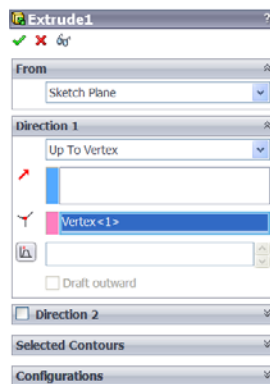 Extrude1
?
From
Sketch Plane
Direction 1
Up To Vertex
Vertex<1>
Draft outward
Direction 2
Selected Contours
Configurations